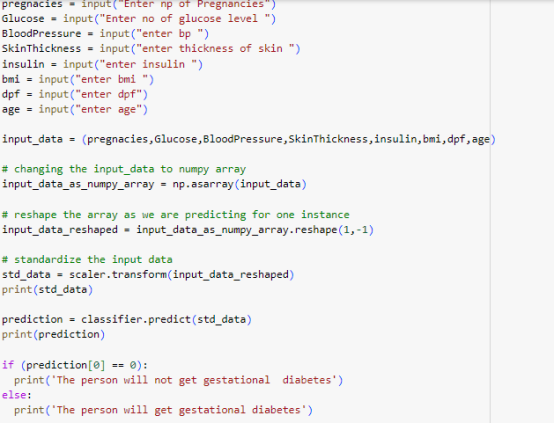 pregnacies = input("Enter np of Pregnancies")
Glucose = input("Enter no of glucose level ")
BloodPressure = input("enter bp ")
SkinThickness = input("enter thickness of skin ")
insulin = input("enter insulin ")
bmi = input("enter bmi ")
dpf = input("enter dpf")
age = input("enter age")
input_data = (pregnacies,Glucose,BloodPressure,SkinThickness,insulin,bmi,dpf,age)
# changing the input_data to numpy array
input_data_as_numpy_array = np.asarray(input_data)
# reshape the array as we are predicting for one instance
input_data_reshaped = input_data_as_numpy_array.reshape(1,-1)
# standardize the input data
std_data = scaler.transform(input_data_reshaped)
print(std_data)
prediction = classifier.predict(std_data)
print(prediction)
if (prediction[0] == 0):
  print('The person will not get gestational  diabetes')
else:
  print('The person will get gestational diabetes')